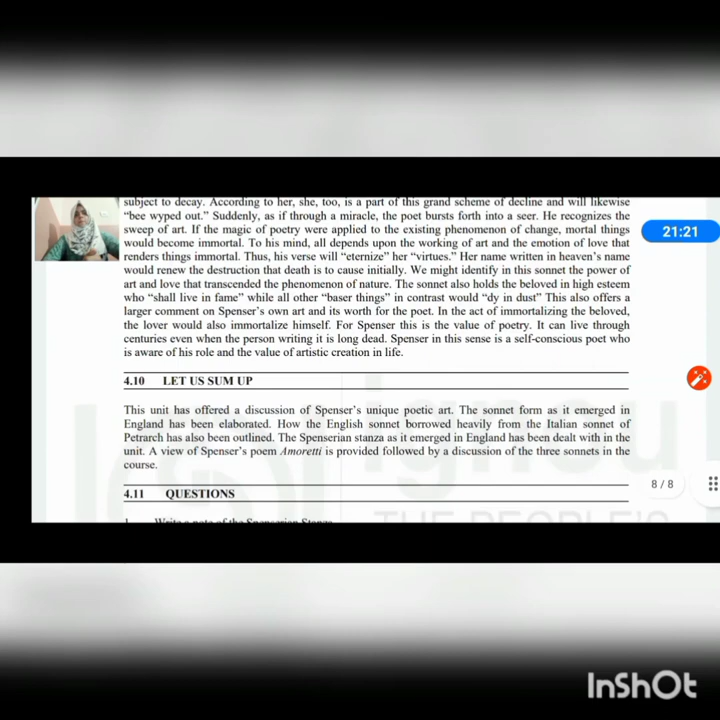 subject to decay. According to her, she, too, is a part of this grand scheme of decline and will likewise
“bee wyped out.” Suddenly, as if through a miracle, the poet bursts forth into a seer. He recognizes the
sweep of art. If the magic of poetry were applied to the existing phenomenon of change, mortal things
would become immortal. To his mind, all depends upon the working of art and the emotion of love that
renders things immortal. Thus, his verse will “eternize” her “virtues.” Her name written in heaven’s name
would renew the destruction that death is to cause initially. We might identify in this sonnet the power of
art and love that transcended the phenomenon of nature. The sonnet also holds the beloved in high esteem
who “shall live in fame” while all other “baser things” in contrast would “dy in dust” This also offers a
larger comment on Spenser’s own art and its worth for the poet. In the act of immortalizing the beloved,
the lover would also immortalize himself. For Spenser this is the value of poetry. It can live through
centuries even when the person writing it is long dead. Spenser in this sense is a self-conscious poet who
is aware of his role and the value of artistic creation in life.
21:21
4.10 LET US SUM UP
This unit has offered a discussion of Spenser’s unique poetic art. The sonnet form as it emerged in
England has been elaborated. How the English sonnet borrowed heavily from the Italian sonnet of
Petrarch has also been outlined. The Spenserian stanza as it emerged in England has been dealt with in the
unit. A view of Spenser’s poem Amoretti is provided followed by a discussion of the three sonnets in the
course.
8 / 8
4.11 QUESTIONS
1. Write a note of the Spenserian Stanza
ignou
THE PEOPLE'S
InShOt